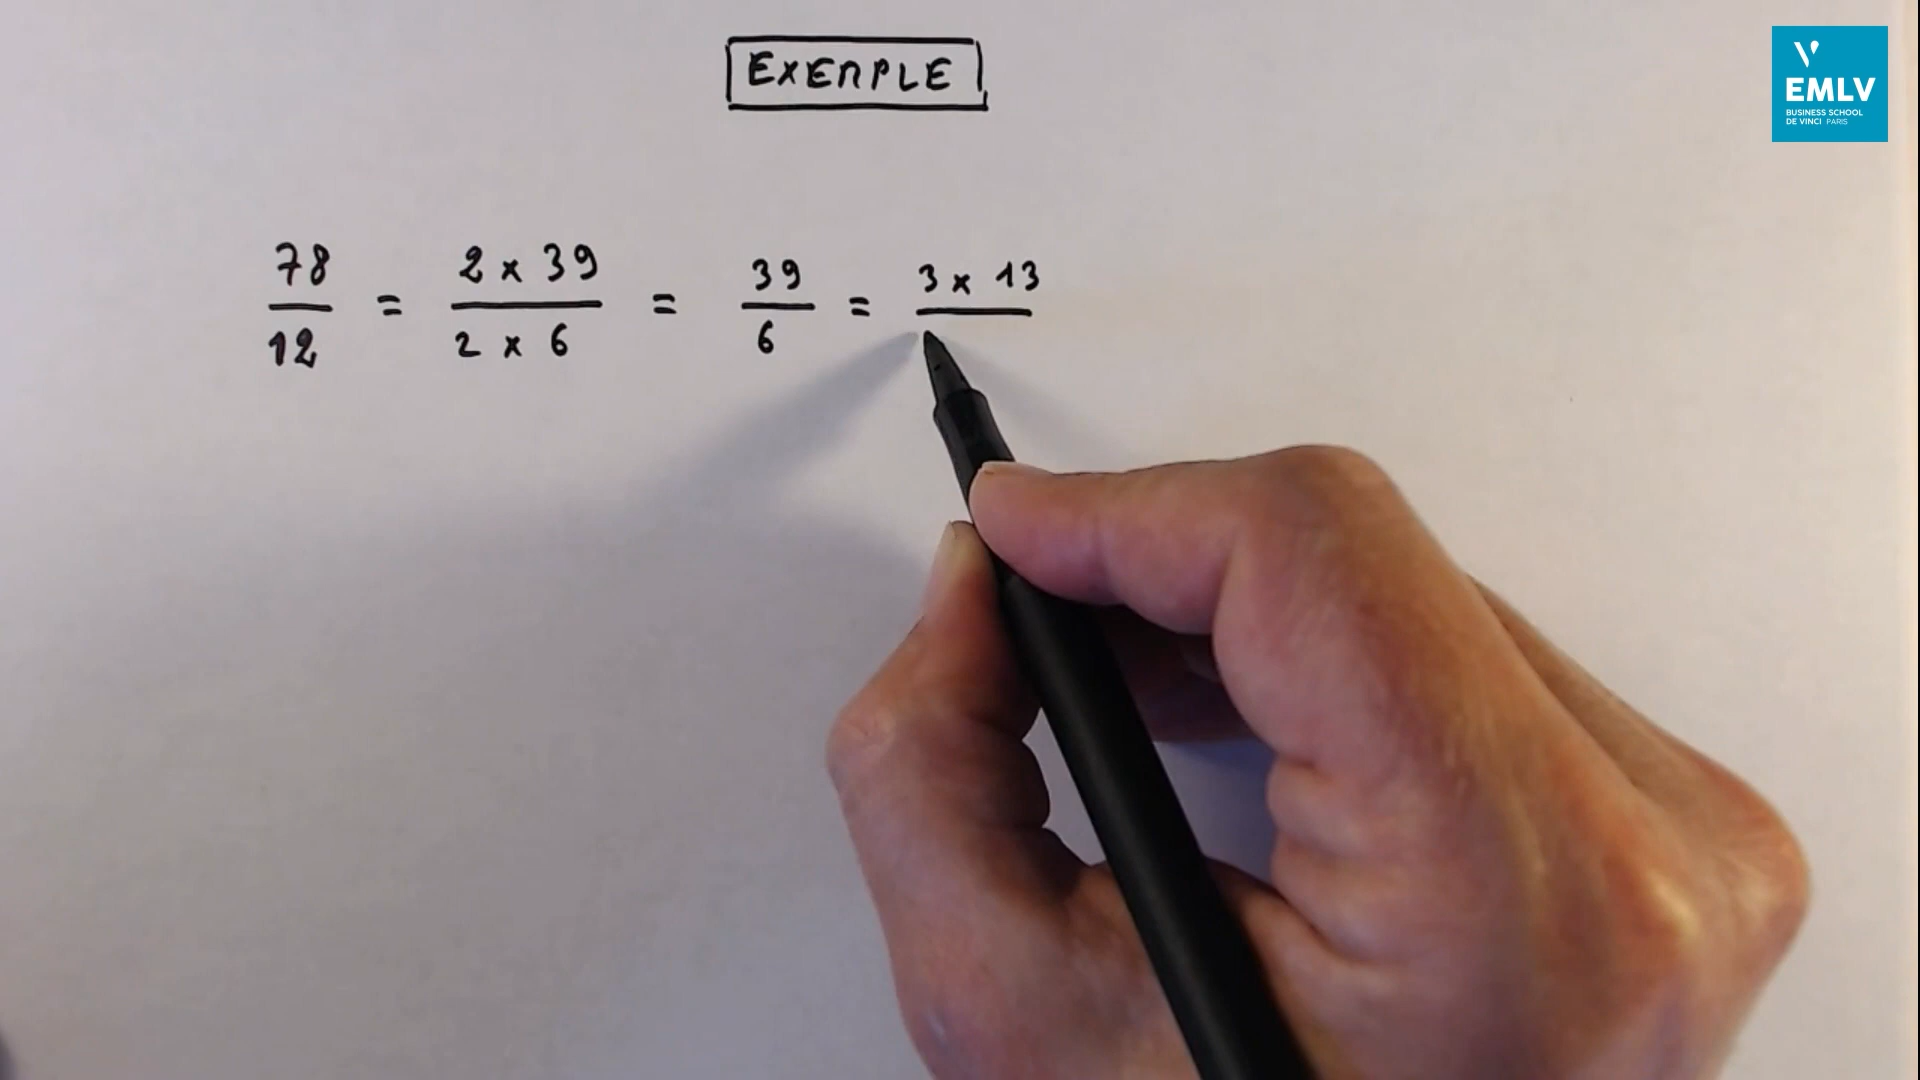 EXEMPLE
EMLV
BUSINESS SCHOOL
DE VINCI PARIS
78/12 = (2 x 39)/(2 x 6) = 39/6 = 3 x 13